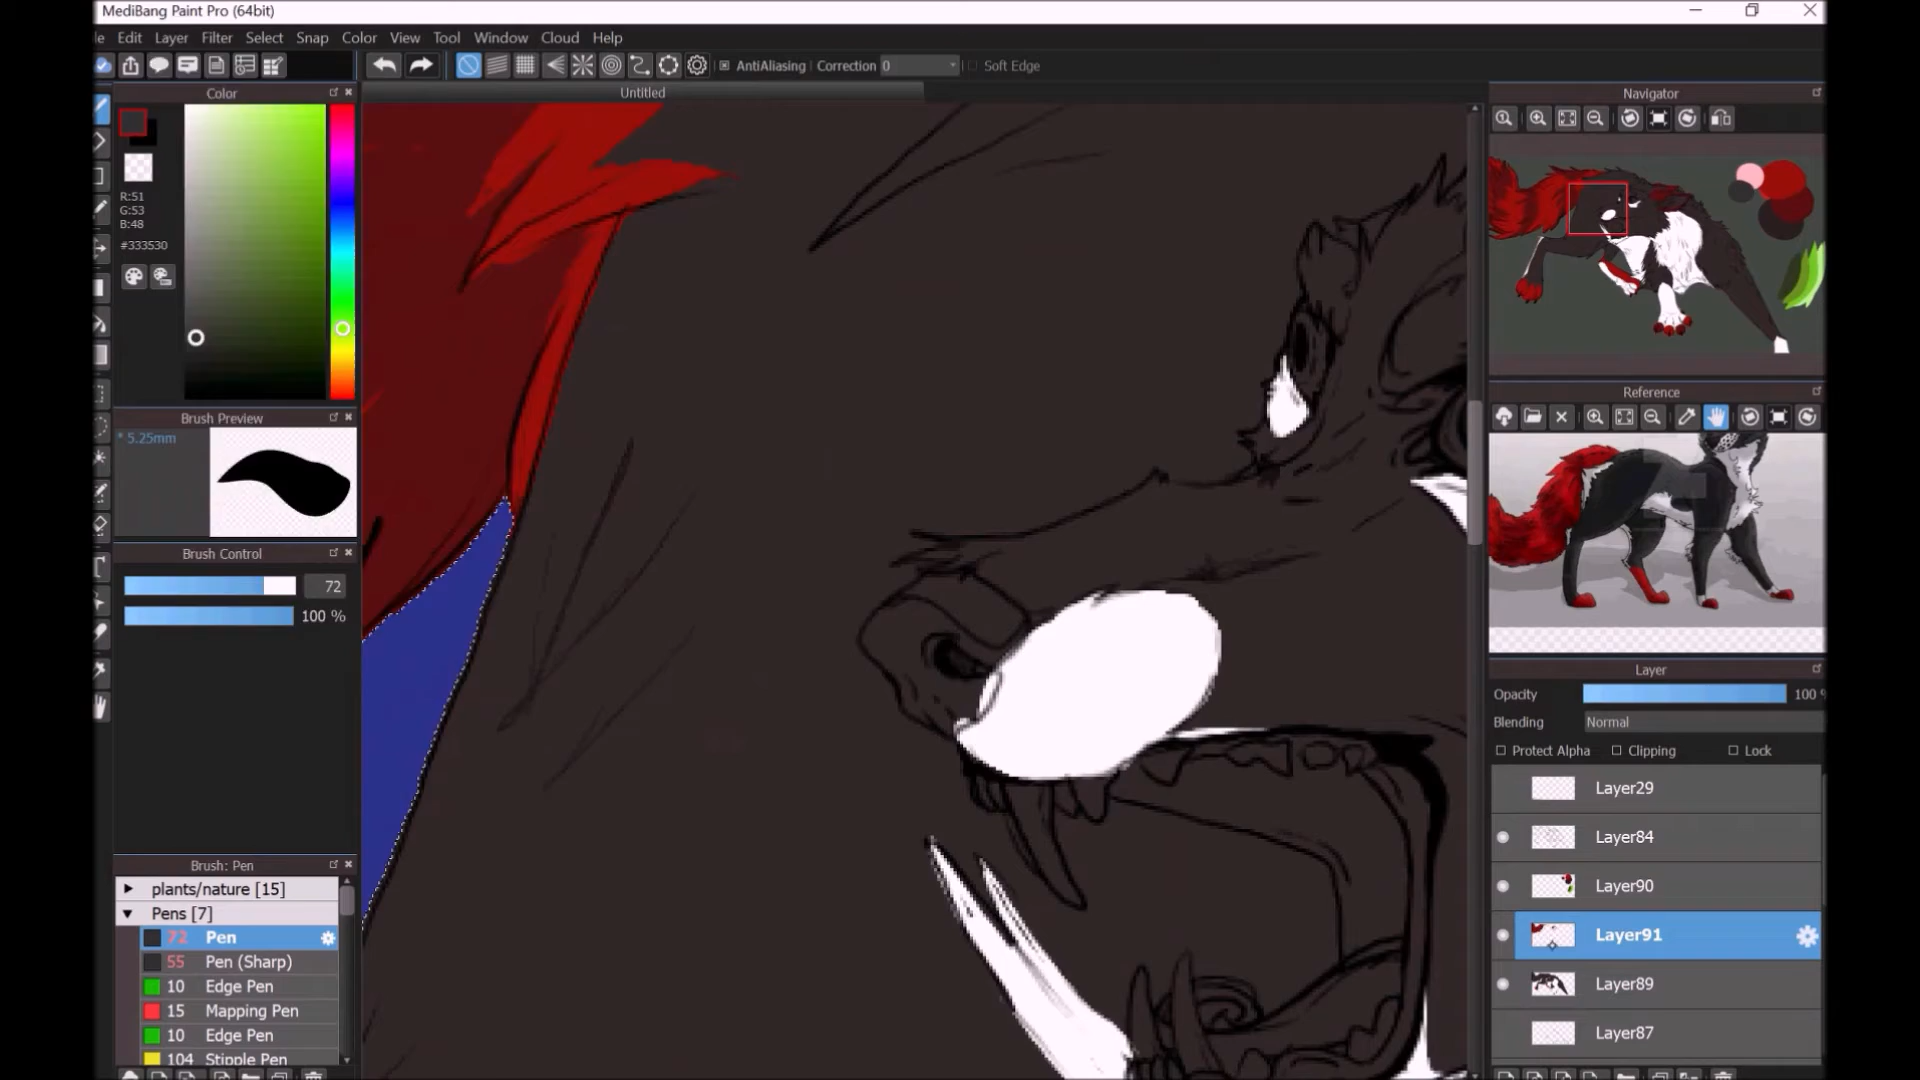 MediBang Paint Pro (64bit)
le Edit Layer Filter Select Snap Color View Tool Window Cloud Help
AntiAliasing Correction 0 Soft Edge
Color
Untitled
Navigator
R:51
G:53
B:48
#333530
Brush Preview
* 5.25mm
Reference
Brush Control
72
100 %
Layer
Opacity 100 %
Blending Normal
Protect Alpha Clipping Lock
Layer29
Layer84
Layer90
Layer91
Layer89
Layer87
Brush: Pen
plants/nature [15]
Pens [7]
72 Pen
55 Pen (Sharp)
10 Edge Pen
15 Mapping Pen
10 Edge Pen
104 Stipple Pen